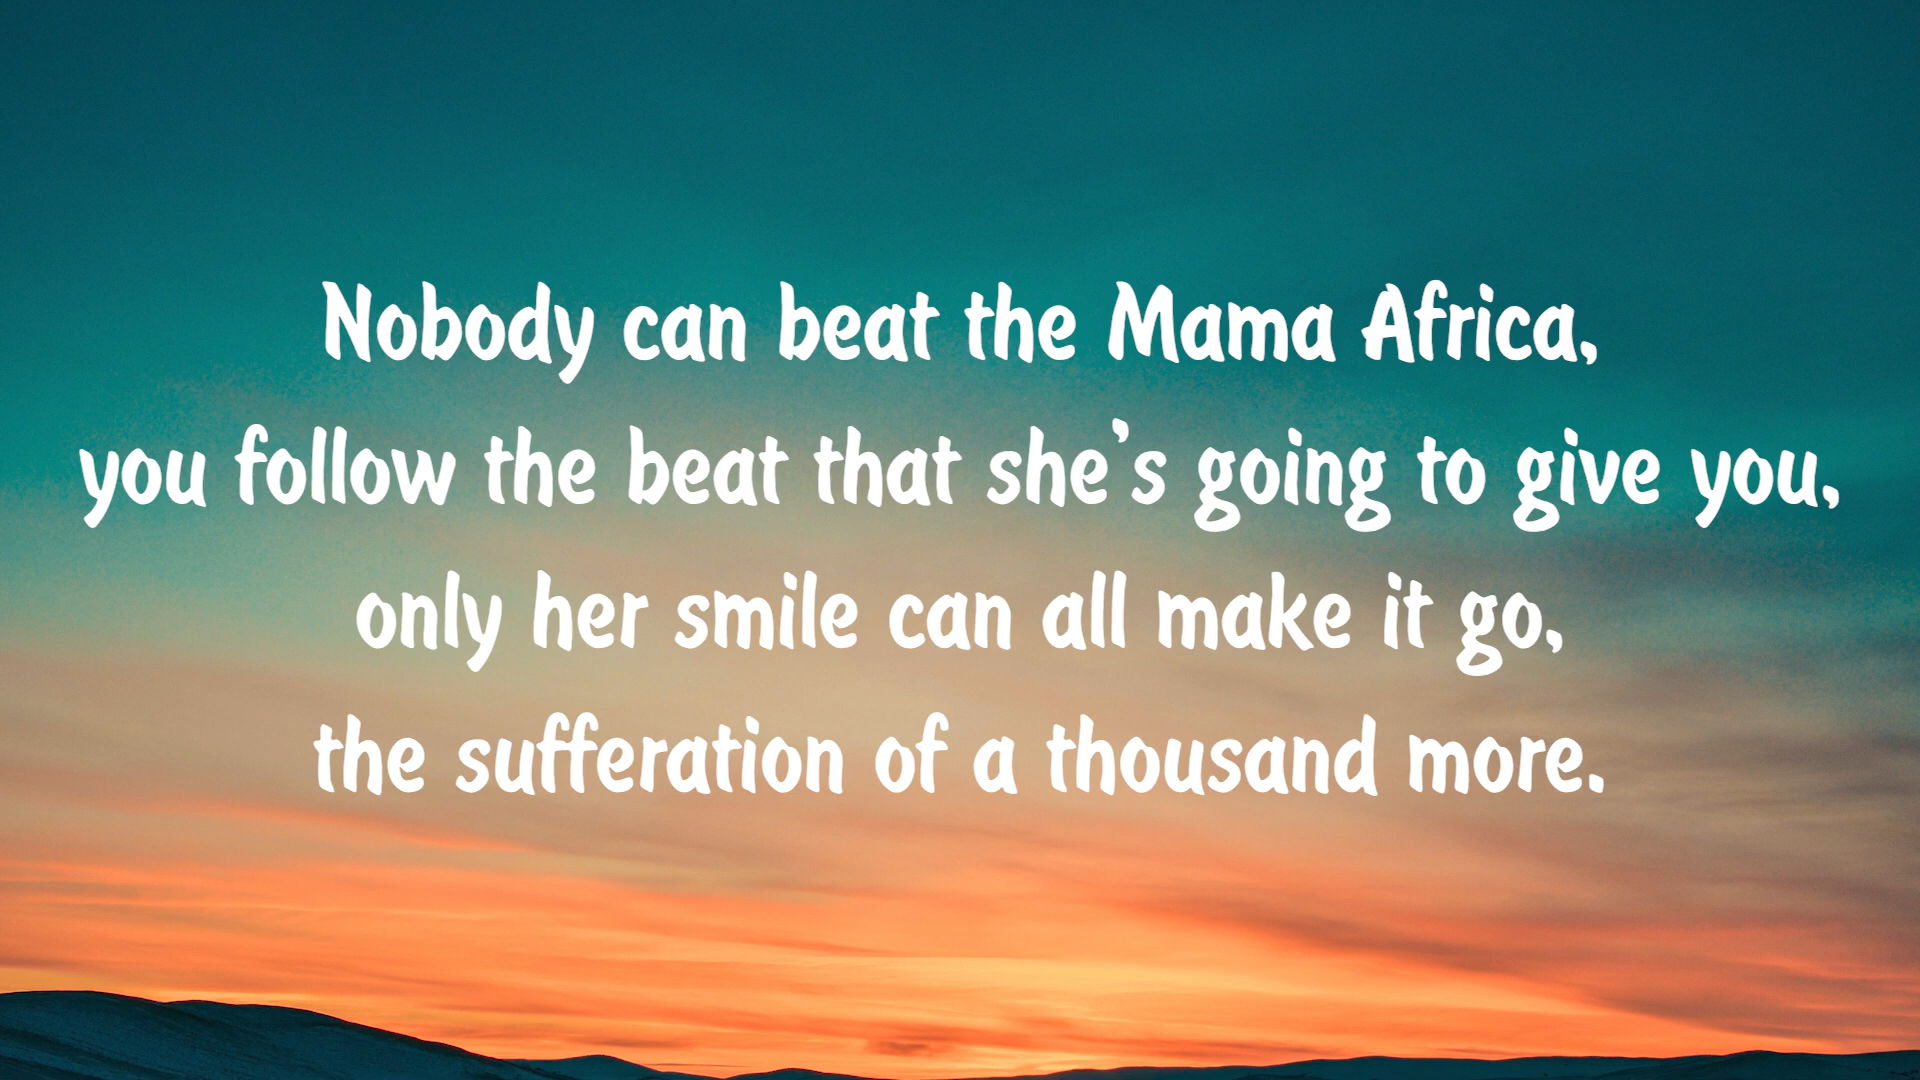 Nobody can beat the Mama Africa,
you follow the beat that she's going to give you,
only her smile can all make it go,
the sufferation of a thousand more.